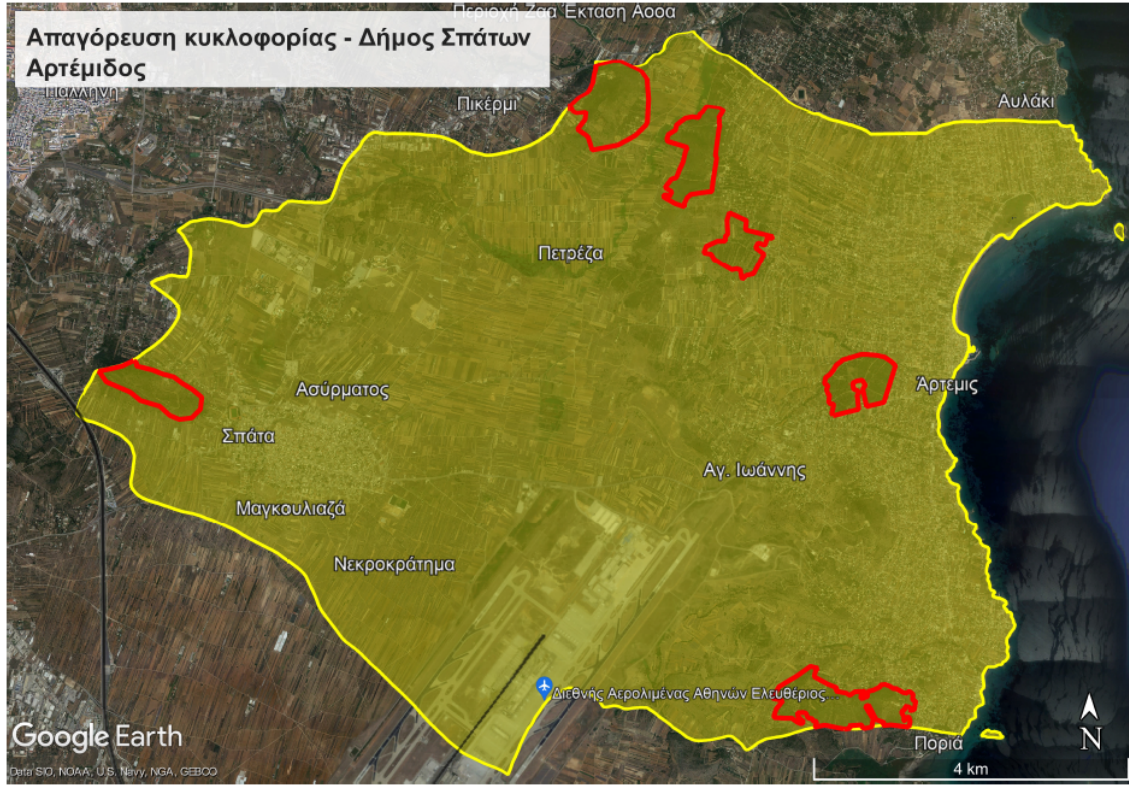 Περιοχή Ζαα Έκταση Αοοα
Απαγόρευση κυκλοφορίας - Δήμος Σπάτων
Αρτέμιδος
Παλλήνη
Πικέρμι
Αυλάκι
Πετρέζα
Ασύρματος
Άρτεμις
Σπάτα
Αγ. Ιωάννης
Μαγκουλιαζά
Νεκροκράτημα
Διεθνής Αερολιμένας Αθηνών Ελευθέριος...
Ποριά
N
Google Earth
Data SIO, NOAA, U.S. Navy, NGA, GEBCO
4 km